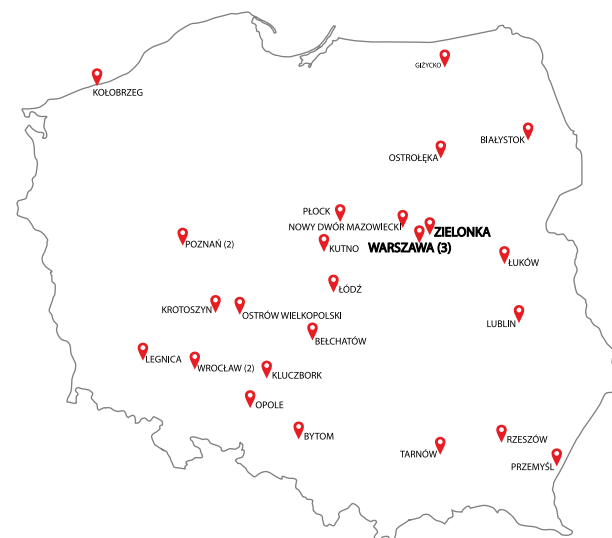 GIŻYCKO
KOŁOBRZEG
BIAŁYSTOK
OSTROŁĘKA
PŁOCK
NOWY DWÓR MAZOWIECKI
ZIELONKA
POZNAŃ (2)
KUTNO
WARSZAWA (3)
ŁUKÓW
ŁÓDŹ
KROTOSZYN
OSTRÓW WIELKOPOLSKI
LUBLIN
BEŁCHATÓW
LEGNICA
WROCŁAW (2)
KLUCZBORK
OPOLE
BYTOM
RZESZÓW
TARNÓW
PRZEMYŚL